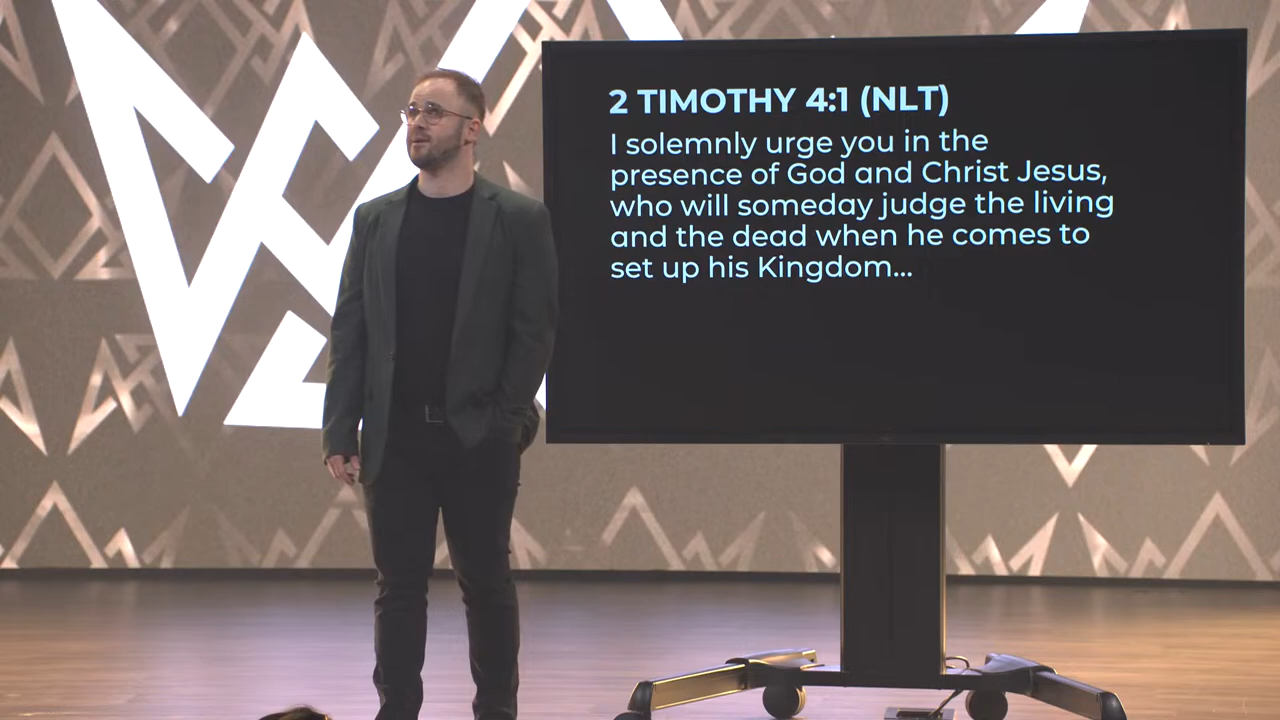 2 TIMOTHY 4:1 (NLT)
I solemnly urge you in the
presence of God and Christ Jesus,
who will someday judge the living
and the dead when he comes to
set up his Kingdom...